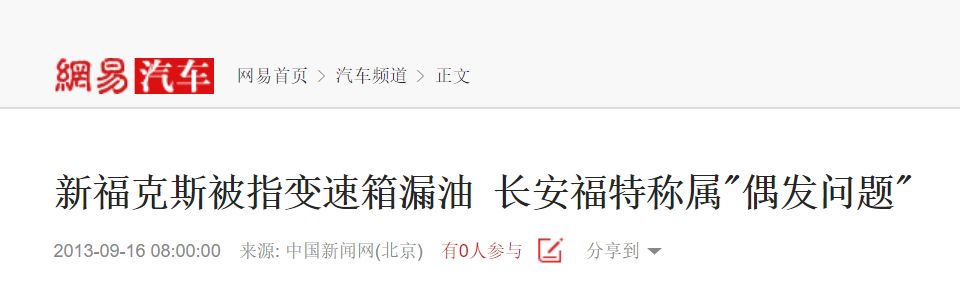 網易 汽车 网易首页 > 汽车频道 > 正文
新福克斯被指变速箱漏油 长安福特称属"偶发问题"
2013-09-16 08:00:00 来源: 中国新闻网(北京) 有0人参与 分享到